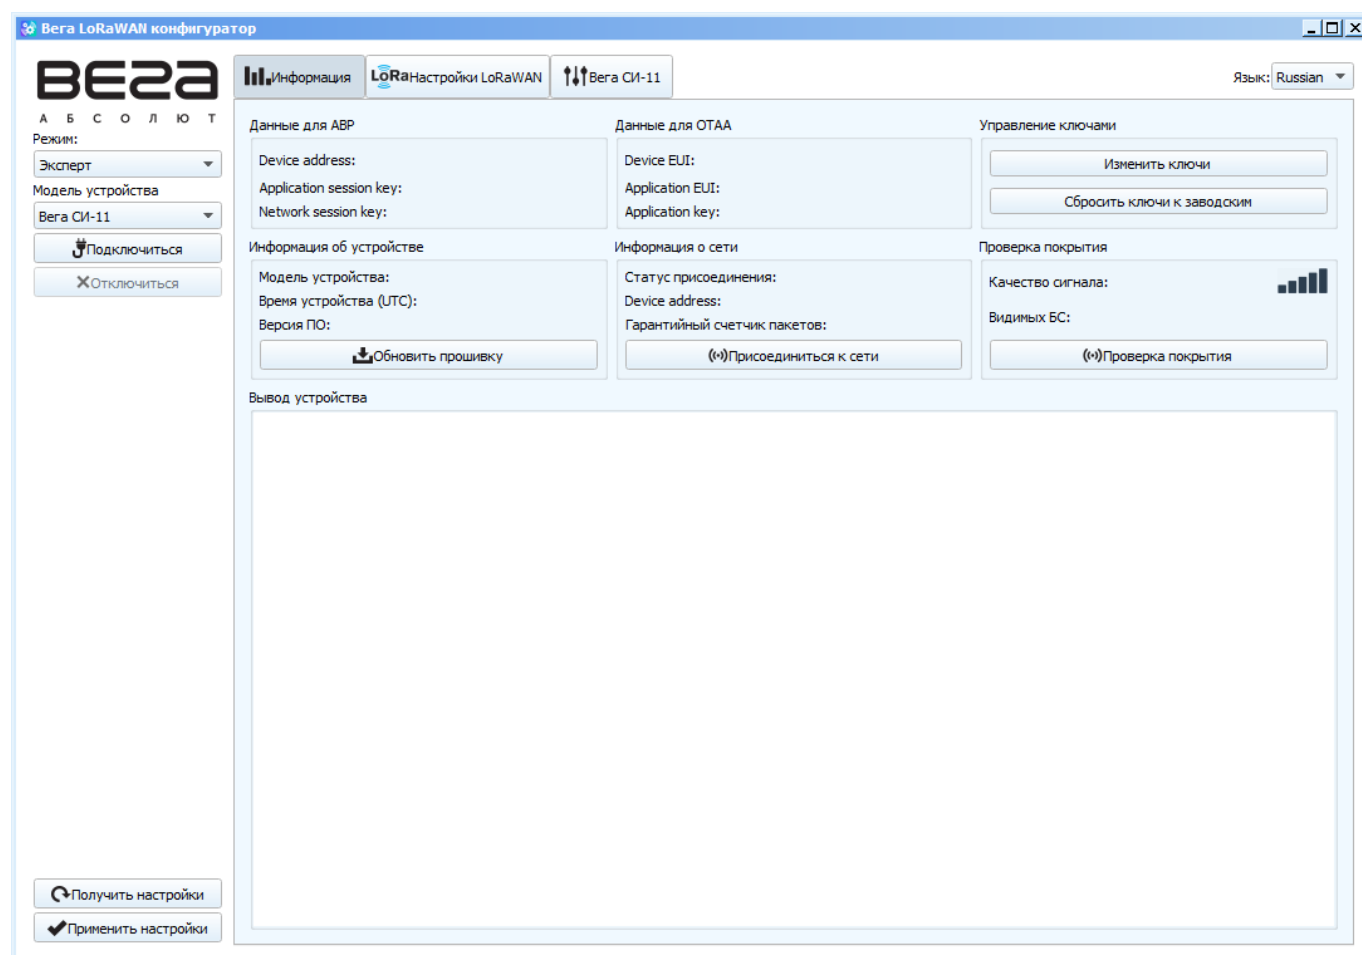 Вега LoRaWAN конфигуратор
ВЕГА
АБСОЛЮТ
Режим:
Эксперт
Модель устройства
Вега СИ-11
Подключиться
Отключиться
Информация
LoRa Настройки LoRaWAN
Вега СИ-11
Язык: Russian
Данные для ABP
Device address:
Application session key:
Network session key:
Данные для OTAA
Device EUI:
Application EUI:
Application key:
Управление ключами
Изменить ключи
Сбросить ключи к заводским
Информация об устройстве
Модель устройства:
Время устройства (UTC):
Версия ПО:
Обновить прошивку
Информация о сети
Статус присоединения:
Device address:
Гарантийный счетчик пакетов:
Присоединиться к сети
Проверка покрытия
Качество сигнала:
Видимых БС:
Проверка покрытия
Вывод устройства
Получить настройки
Применить настройки